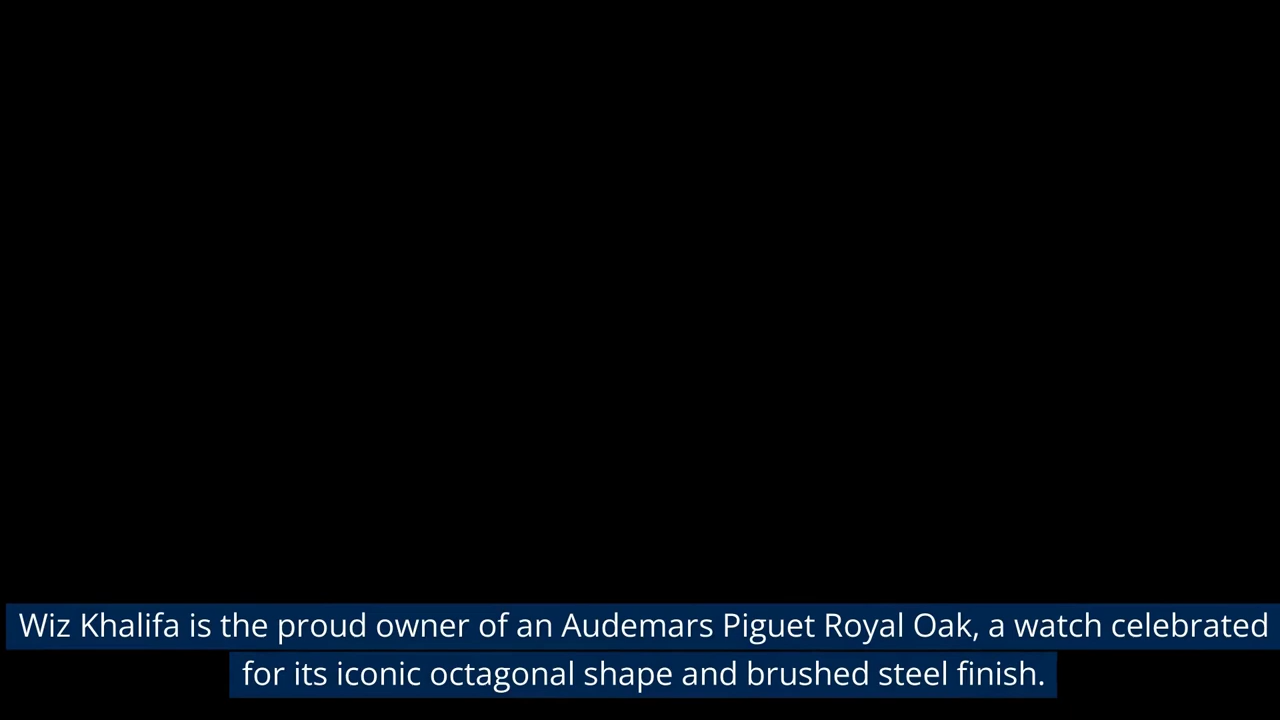 Wiz Khalifa is the proud owner of an Audemars Piguet Royal Oak, a watch celebrated
for its iconic octagonal shape and brushed steel finish.